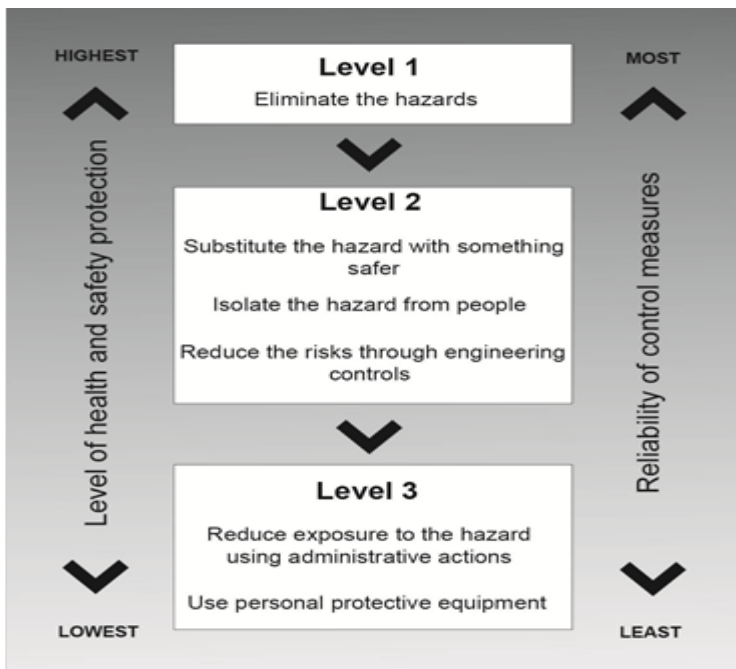 HIGHEST
MOST
Level 1
Eliminate the hazards
Level 2
Substitute the hazard with something
safer
Isolate the hazard from people
Reduce the risks through engineering
controls
Level of health and safety protection
Reliability of control measures
Level 3
Reduce exposure to the hazard
using administrative actions
Use personal protective equipment
LOWEST
LEAST